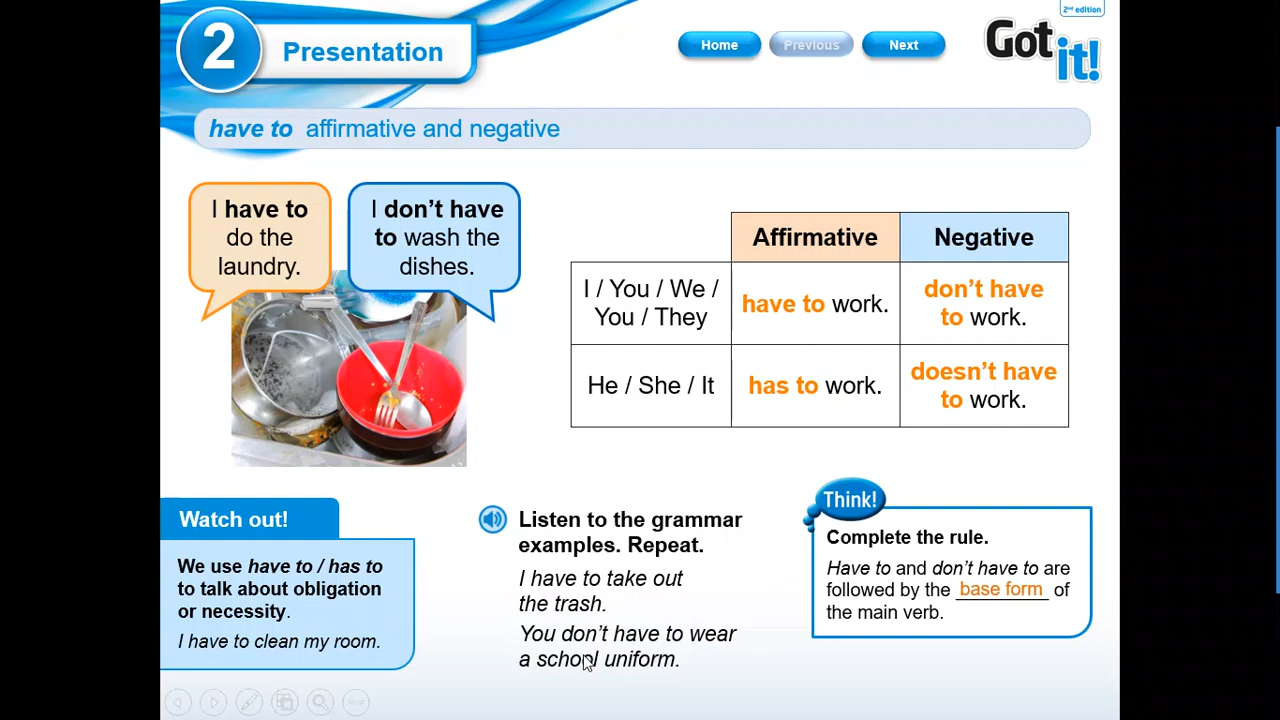 2
Presentation
Home
Previous
Next
2nd edition
Got
it!
have to affirmative and negative
I have to
do the
laundry.
I don’t have
to wash the
dishes.
Affirmative
Negative
I / You / We /
You / They
have to work.
don’t have
to work.
He / She / It
has to work.
doesn’t have
to work.
Watch out!
We use have to / has to
to talk about obligation
or necessity.
I have to clean my room.
Listen to the grammar
examples. Repeat.
I have to take out
the trash.
You don’t have to wear
a school uniform.
Think!
Complete the rule.
Have to and don’t have to are
followed by the base form of
the main verb.